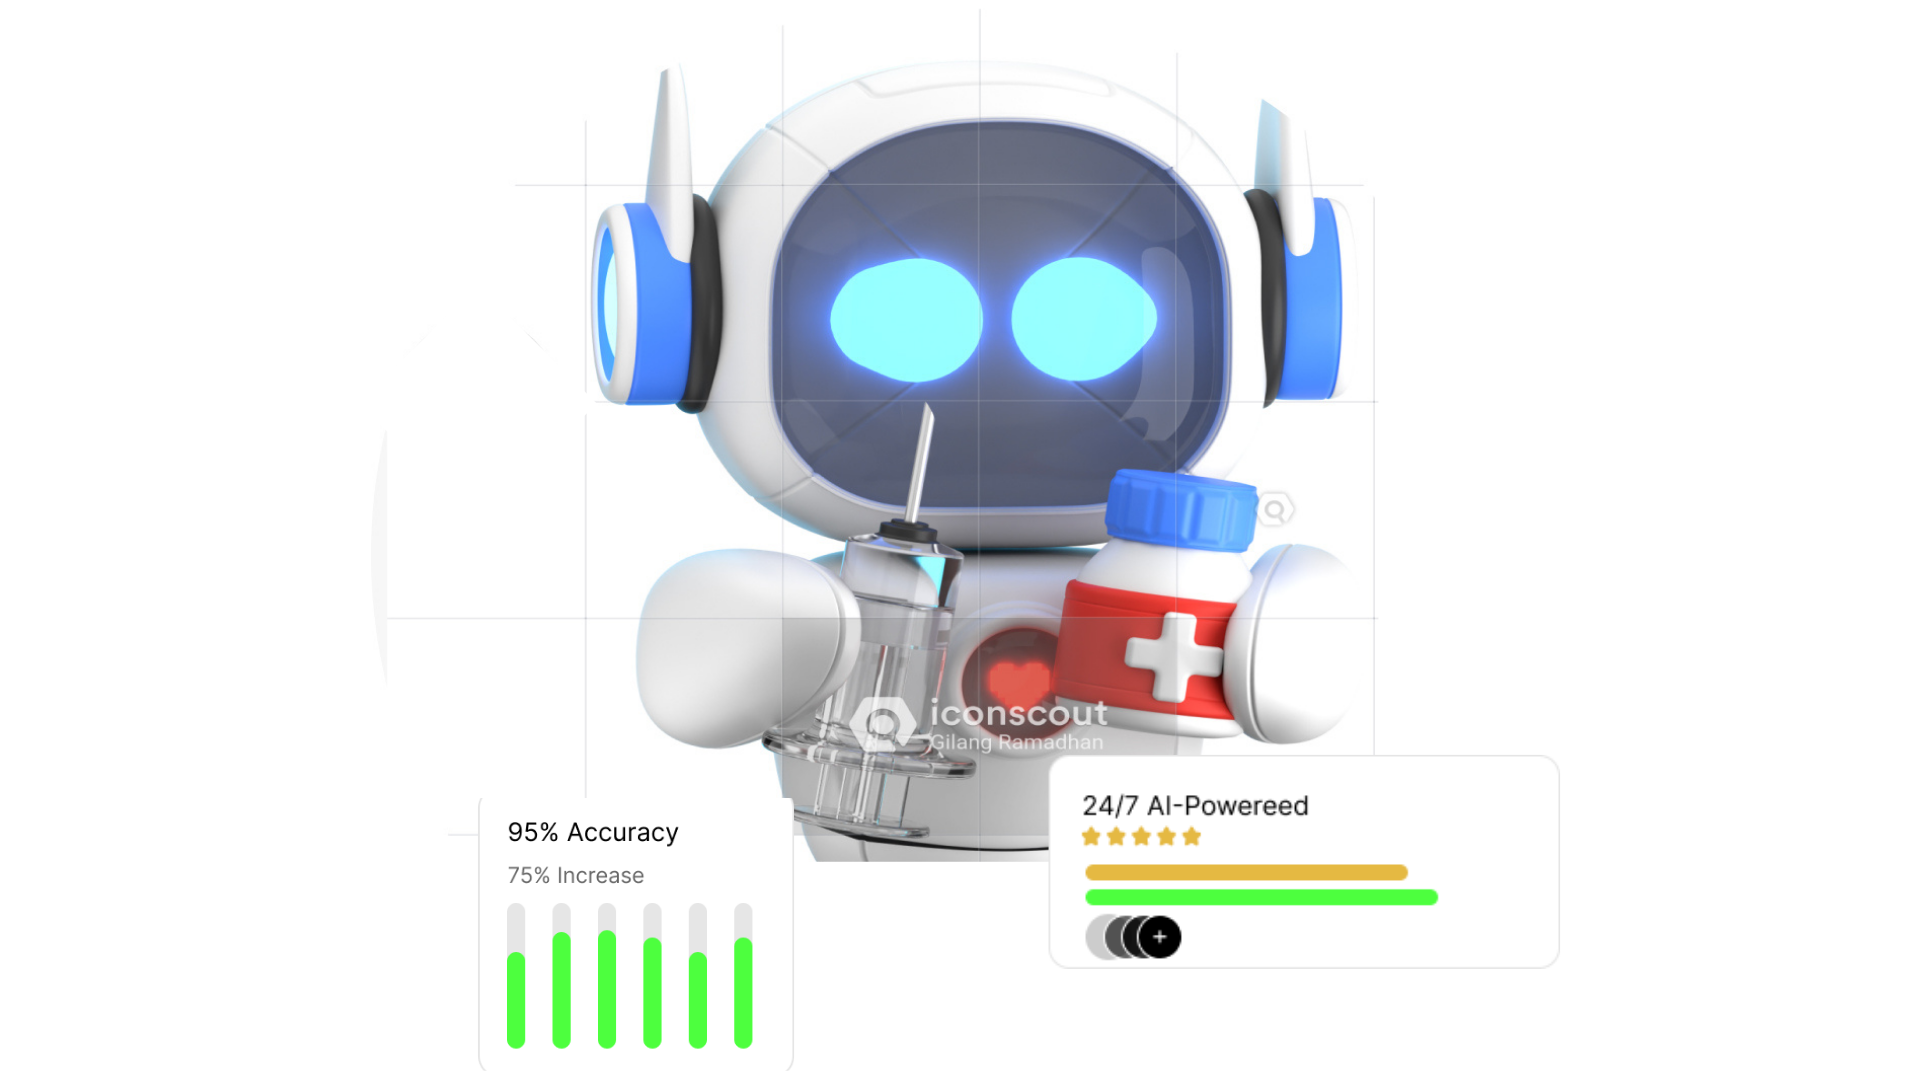 iconscout
Gilang Ramadhan
95% Accuracy
75% Increase
24/7 AI-Powereed
+